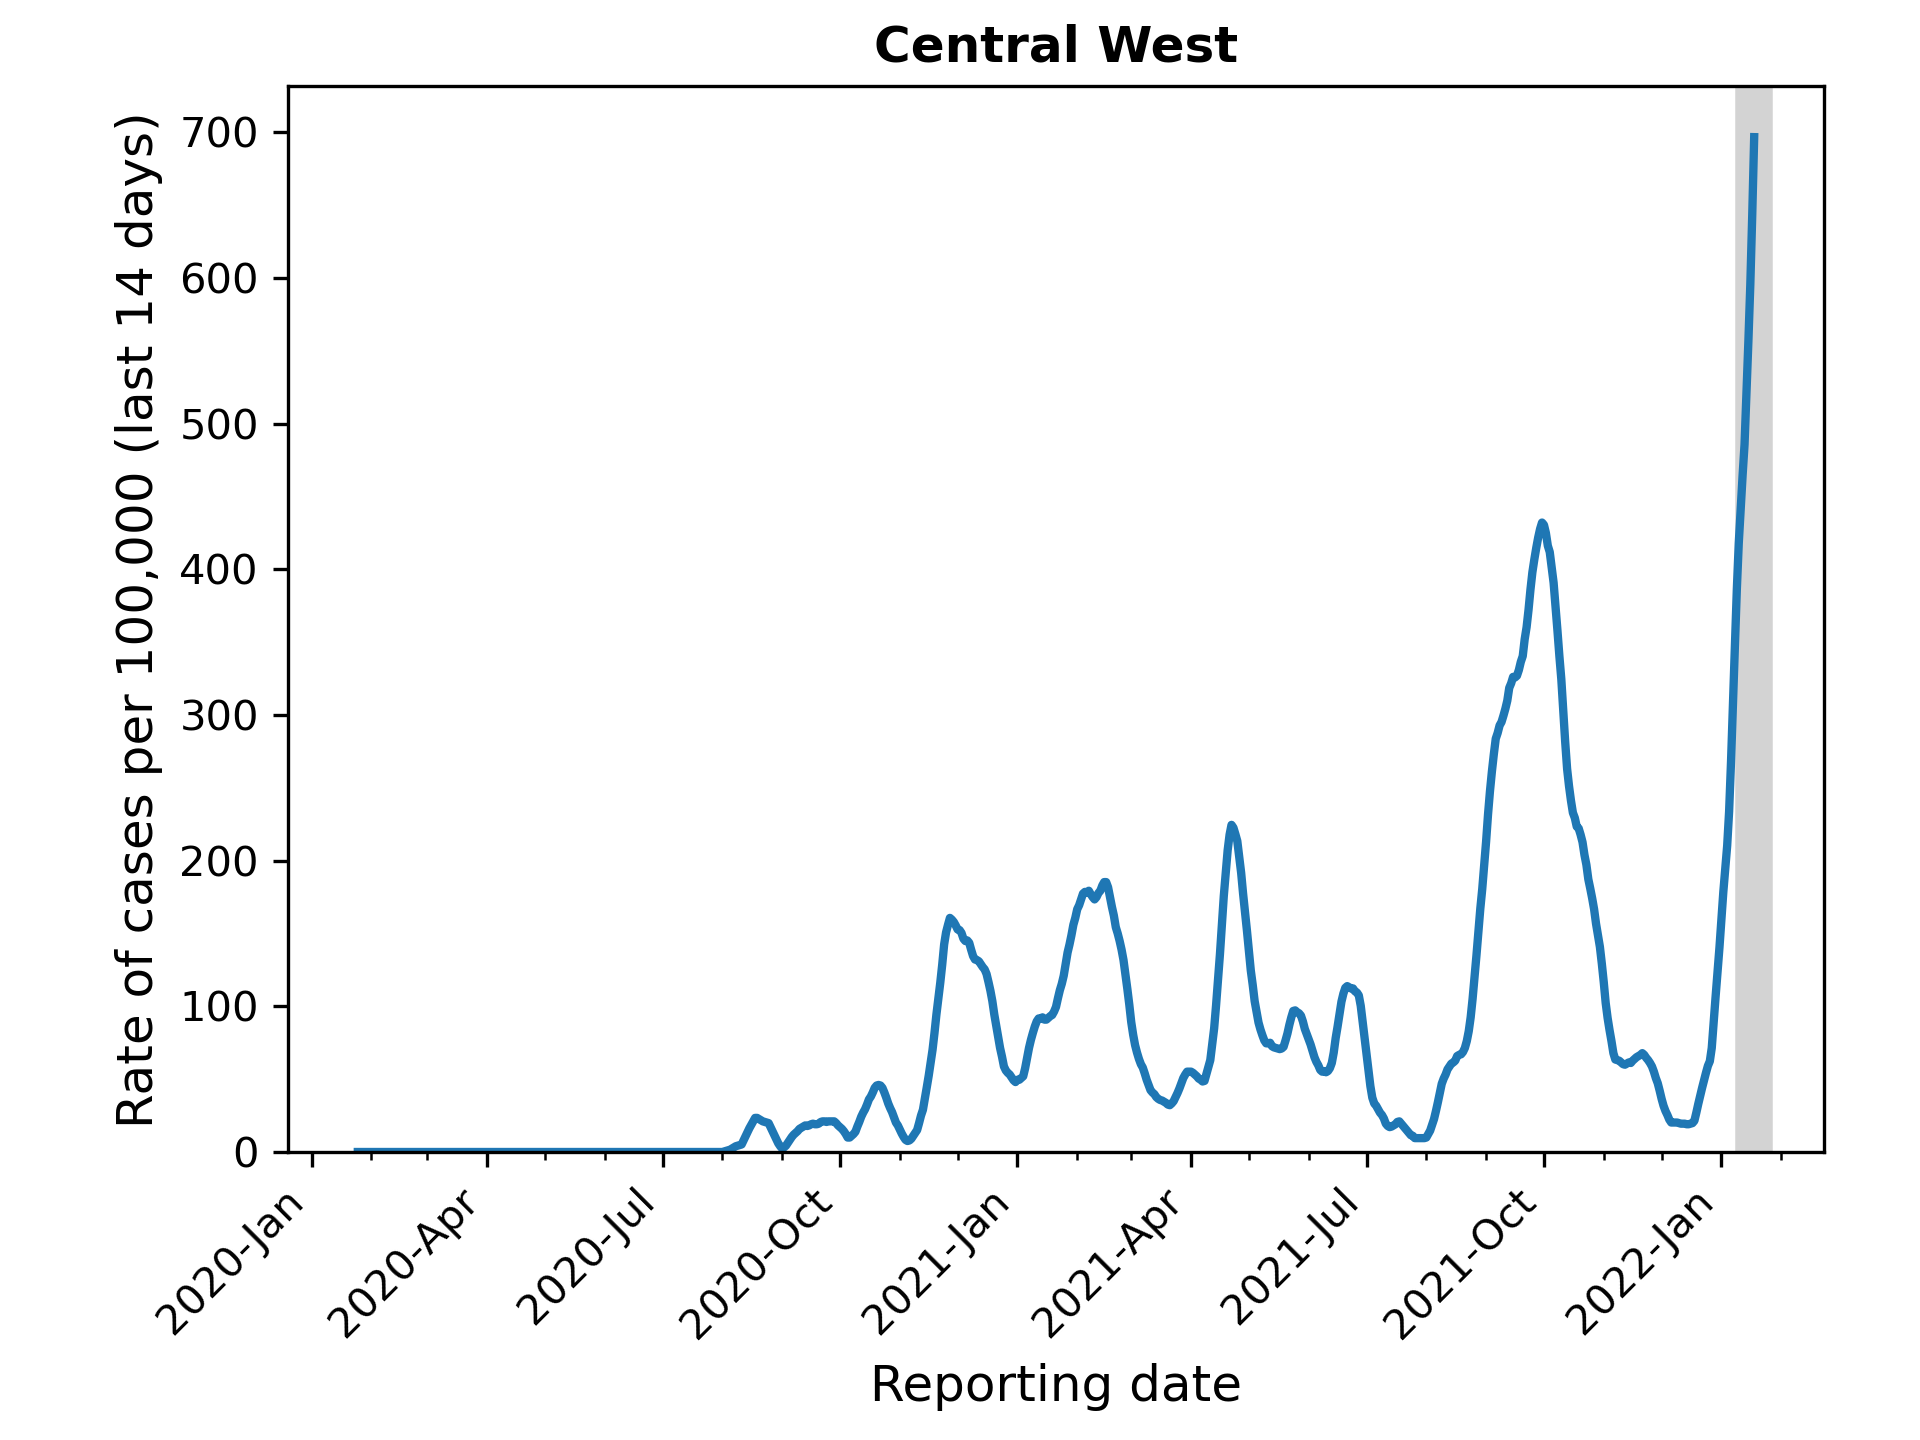 Central West
Rate of cases per 100,000 (last 14 days)
700
600
500
400
300
200
100
0
2020-Jan
2020-Apr
2020-Jul
2020-Oct
2021-Jan
2021-Apr
2021-Jul
2021-Oct
2022-Jan
Reporting date